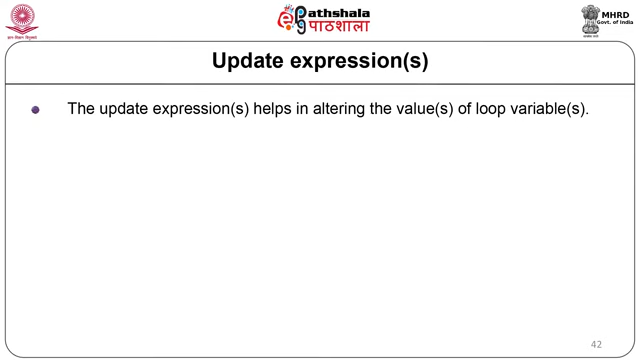 Pathshala
पाठशाला
MHRD
Govt. of India
Update expression(s)
The update expression(s) helps in altering the value(s) of loop variable(s).
42